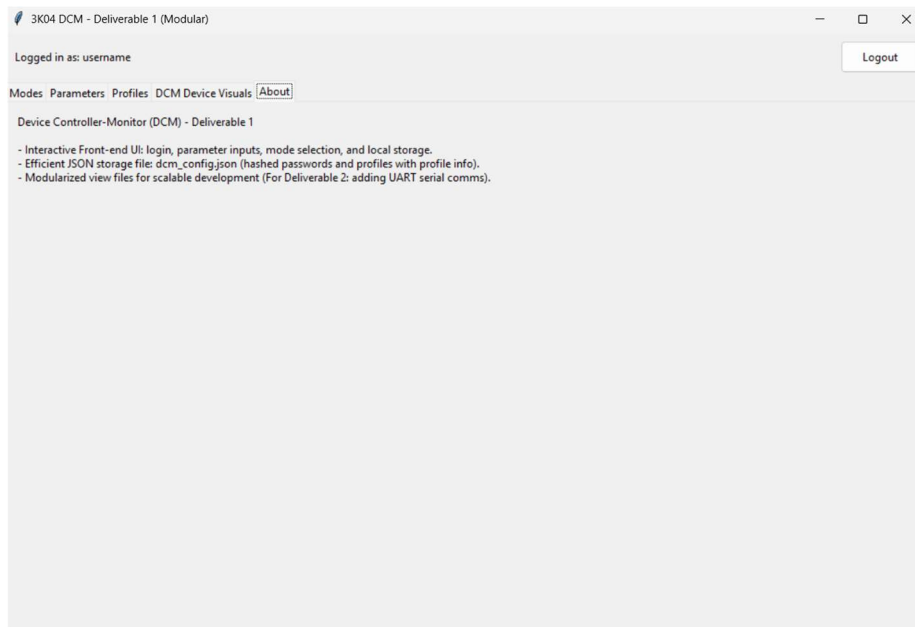 3K04 DCM - Deliverable 1 (Modular)
Logged in as: username
Logout
Modes Parameters Profiles DCM Device Visuals About
Device Controller-Monitor (DCM) - Deliverable 1
- Interactive Front-end UI: login, parameter inputs, mode selection, and local storage.
- Efficient JSON storage file: dcm_config.json (hashed passwords and profiles with profile info).
- Modularized view files for scalable development (For Deliverable 2: adding UART serial comms).